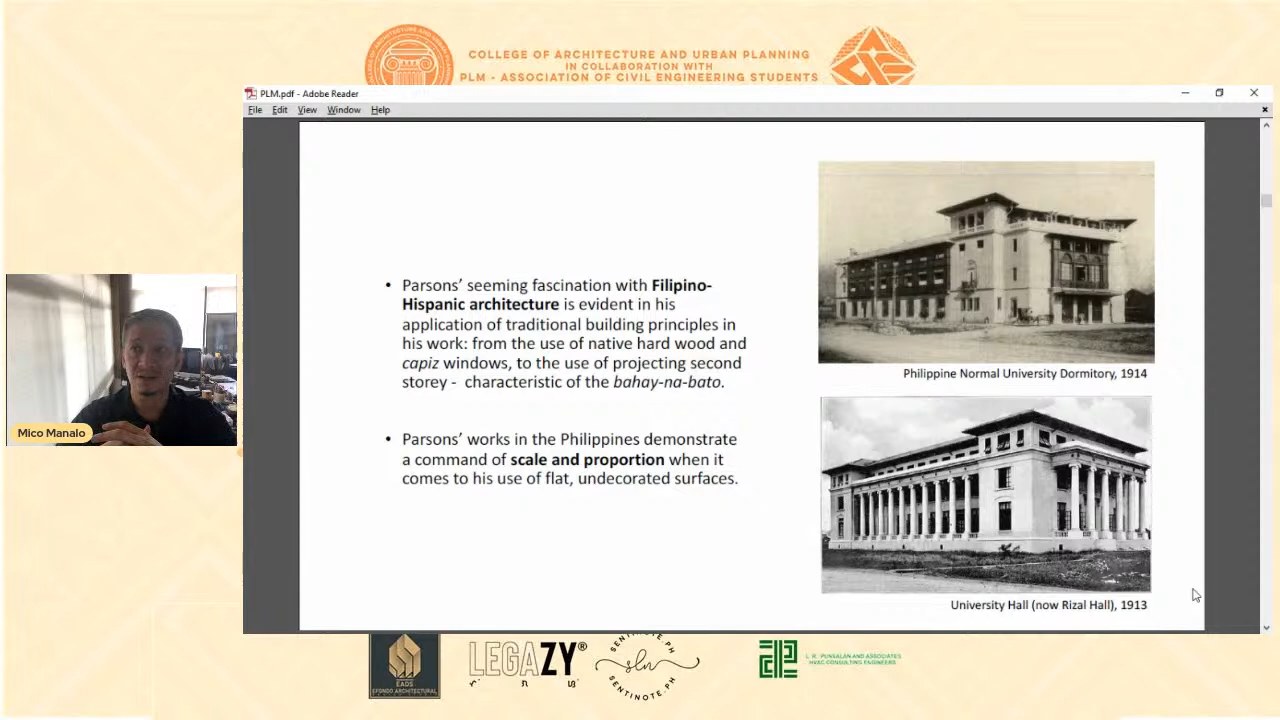 COLLEGE OF ARCHITECTURE AND URBAN PLANNING
IN COLLABORATION WITH
PLM - ASSOCIATION OF CIVIL ENGINEERING STUDENTS
PLM.pdf - Adobe Reader
File Edit View Window Help
• Parsons’ seeming fascination with Filipino-
Hispanic architecture is evident in his
application of traditional building principles in
his work: from the use of native hard wood and
capiz windows, to the use of projecting second
storey - characteristic of the bahay-na-bato.
• Parsons’ works in the Philippines demonstrate
a command of scale and proportion when it
comes to his use of flat, undecorated surfaces.
Philippine Normal University Dormitory, 1914
University Hall (now Rizal Hall), 1913
Mico Manalo
EADS
EFONDO ARCHITECTURAL
LEGAZY®
SENTINOTE.PH
sln
SENTINOTE.PH
L. R. PUNSALAN AND ASSOCIATES
HVAC CONSULTING ENGINEERS